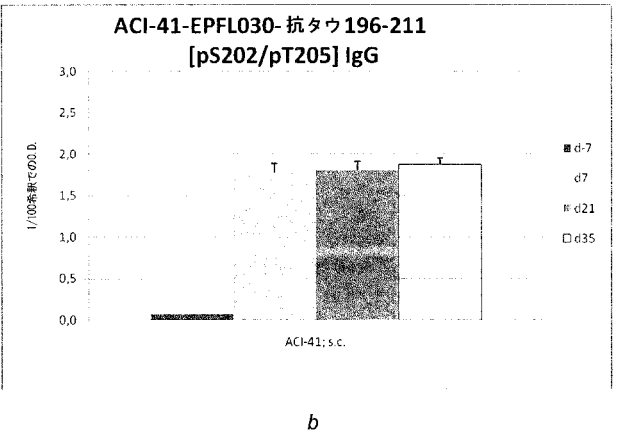 ACI-41-EPFL030-抗タウ196-211
[pS202/pT205] IgG
3,0
2,5
2,0
1,5
1,0
0,5
0,0
1/100希釈でのO.D.
d-7
d7
d21
d35
ACI-41; s.c.
b